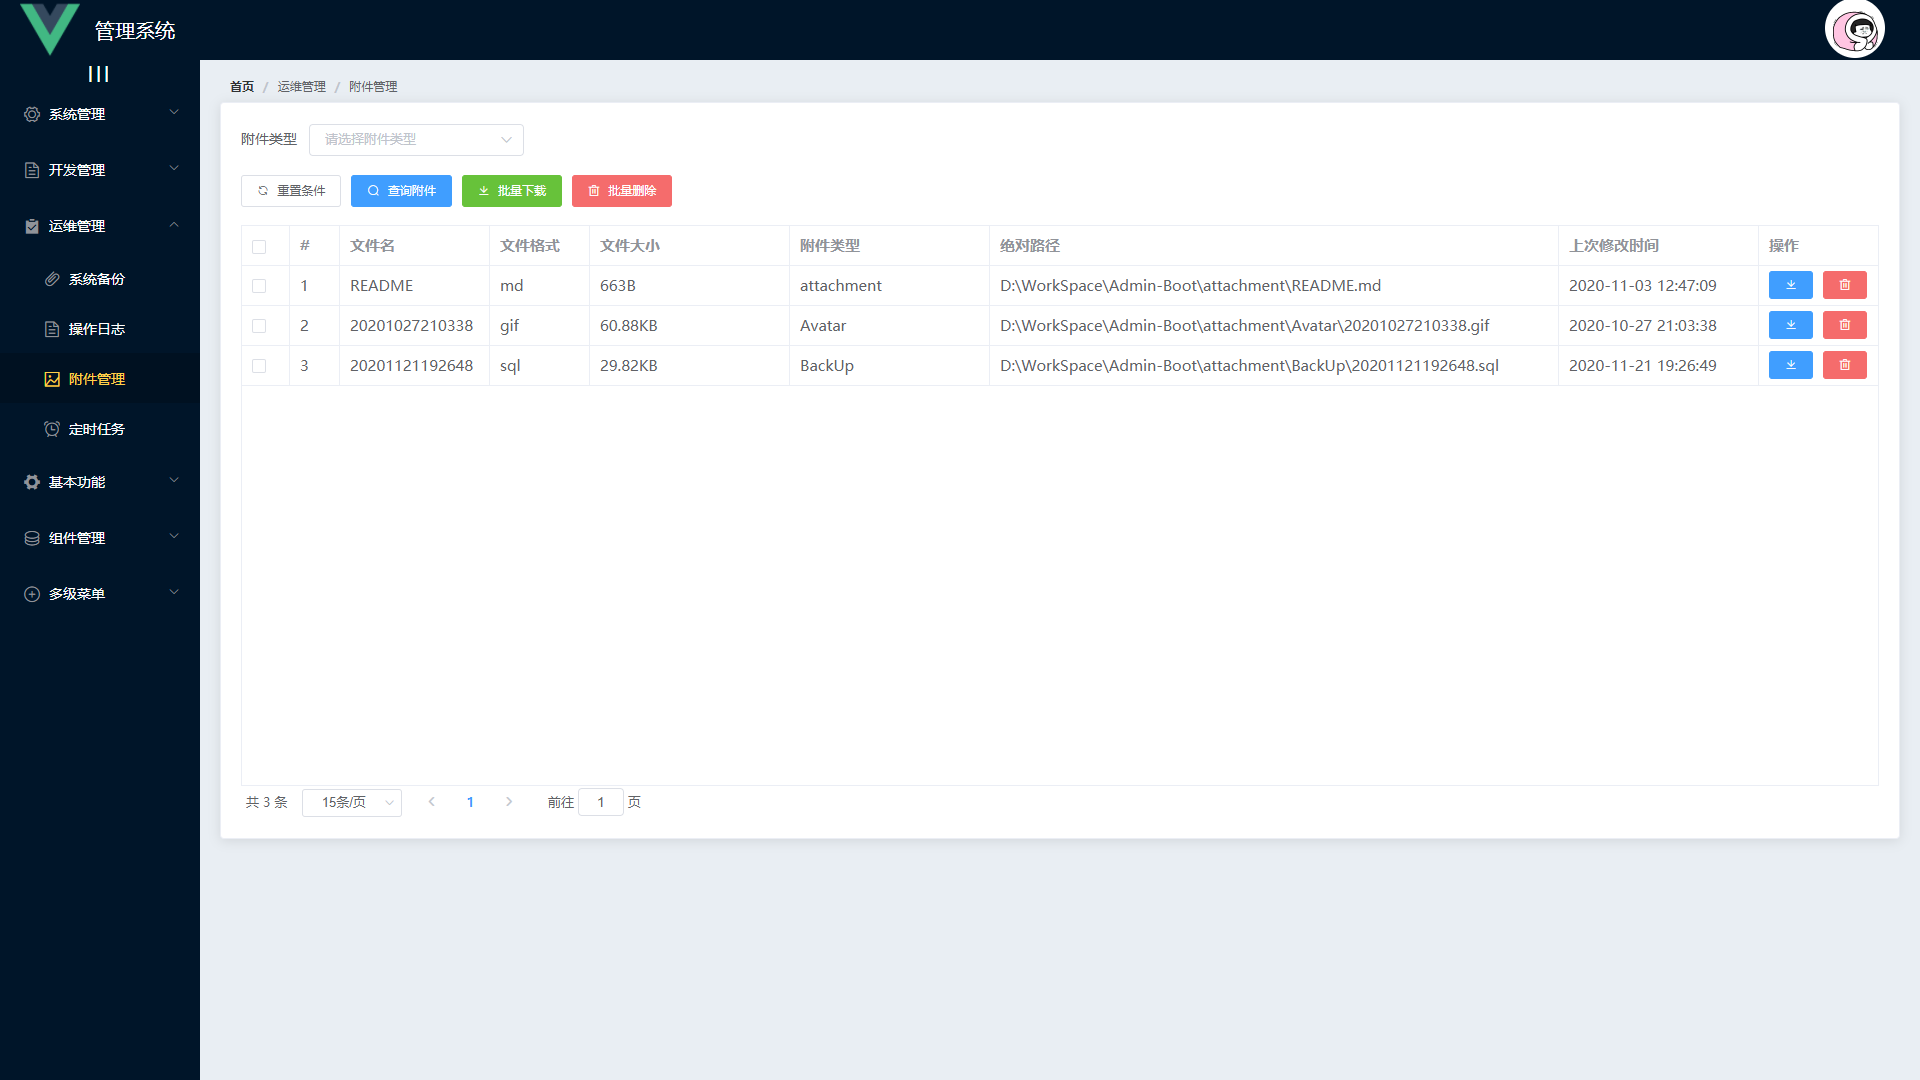 管理系统
系统管理
开发管理
运维管理
系统备份
操作日志
附件管理
定时任务
基本功能
组件管理
多级菜单
首页 / 运维管理 / 附件管理
附件类型 请选择附件类型
重置条件 查询附件 批量下载 批量删除
# 文件名 文件格式 文件大小 附件类型 绝对路径 上次修改时间 操作
1 README md 663B attachment D:\WorkSpace\Admin-Boot\attachment\README.md 2020-11-03 12:47:09
2 20201027210338 gif 60.88KB Avatar D:\WorkSpace\Admin-Boot\attachment\Avatar\20201027210338.gif 2020-10-27 21:03:38
3 20201121192648 sql 29.82KB BackUp D:\WorkSpace\Admin-Boot\attachment\BackUp\20201121192648.sql 2020-11-21 19:26:49
共 3 条 15条/页 1 前往 1 页